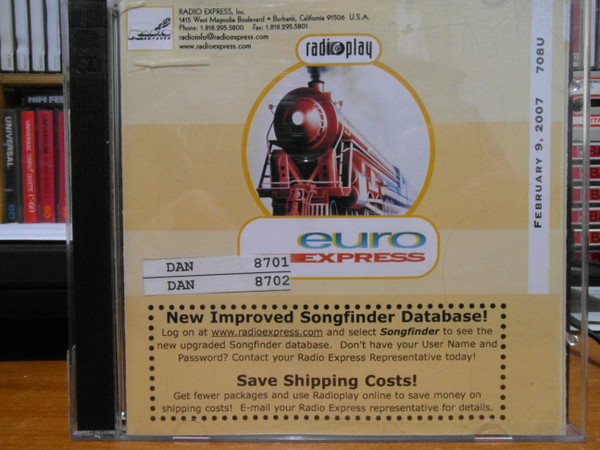 RADIO EXPRESS, Inc.
1415 West Magnolia Boulevard • Burbank, California 91506 U.S.A.
Phone: 1.818.295.5800 Fax: 1.818.295.5801
radioinfo@radioexpress.com
www.radioexpress.com
radioplay
FEBRUARY 9, 2007 708U
euro
EXPRESS
DAN 8701
DAN 8702
New Improved Songfinder Database!
Log on at www.radioexpress.com and select Songfinder to see the
new upgraded Songfinder database. Don't have your User Name and
Password? Contact your Radio Express Representative today!
Save Shipping Costs!
Get fewer packages and use Radioplay online to save money on
shipping costs! E-mail your Radio Express representative for details.
HIFI
UNIVERSAL
UNIVERSAL
60